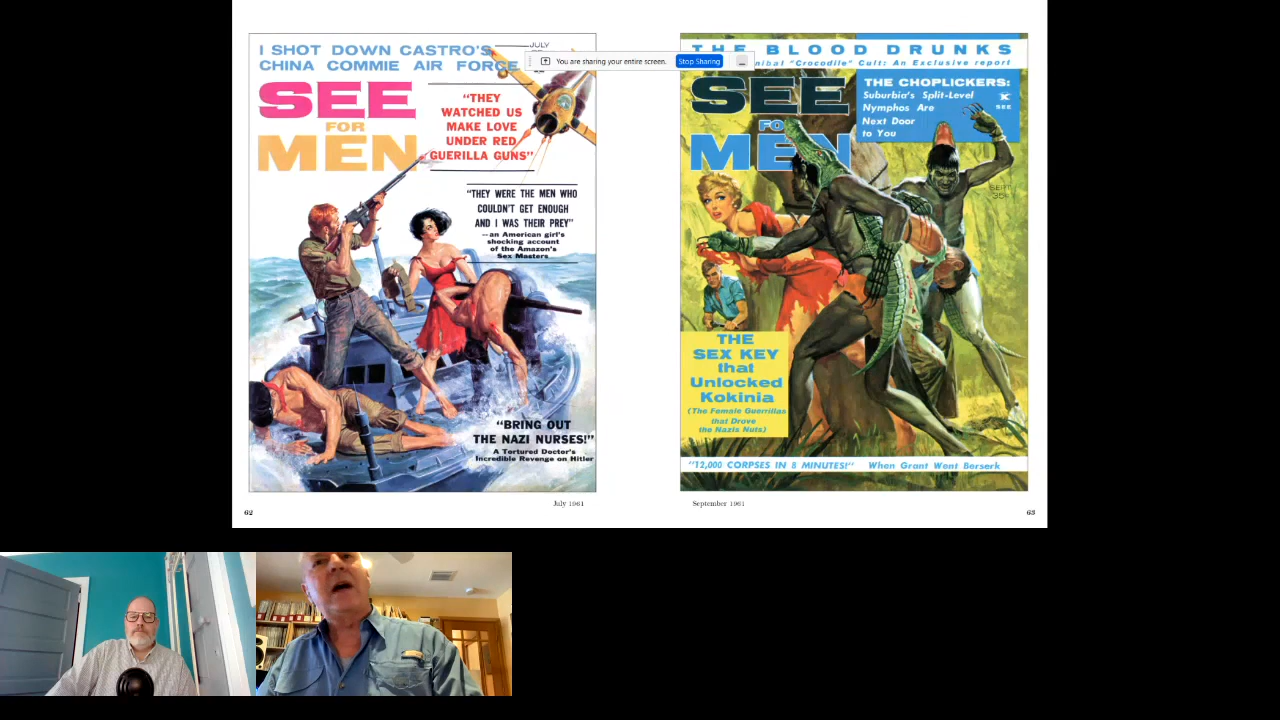 I SHOT DOWN CASTRO'S
CHINA COMMIE AIR FORCE
JULY
SEE
FOR
MEN
"THEY
WATCHED US
MAKE LOVE
UNDER RED
GUERILLA GUNS"
"THEY WERE THE MEN WHO
COULDN'T GET ENOUGH
AND I WAS THEIR PREY"
--an American girl's
shocking account
of the Amazon's
Sex Masters
"BRING OUT
THE NAZI NURSES!"
A Tortured Doctor's
Incredible Revenge on Hitler
July 1961
62
You are sharing your entire screen.
Stop Sharing
THE BLOOD DRUNKS
nibal "Crocodile" Cult: An Exclusive report
SEE
FO
MEN
THE CHOPLICKERS:
Suburbia's Split-Level
Nymphos Are
Next Door
to You
SEE
SEPT.
35¢
THE
SEX KEY
that
Unlocked
Kokinia
(The Female Guerrillas
that Drove
the Nazis Nuts)
"12,000 CORPSES IN 8 MINUTES!" When Grant Went Berserk
September 1961
63